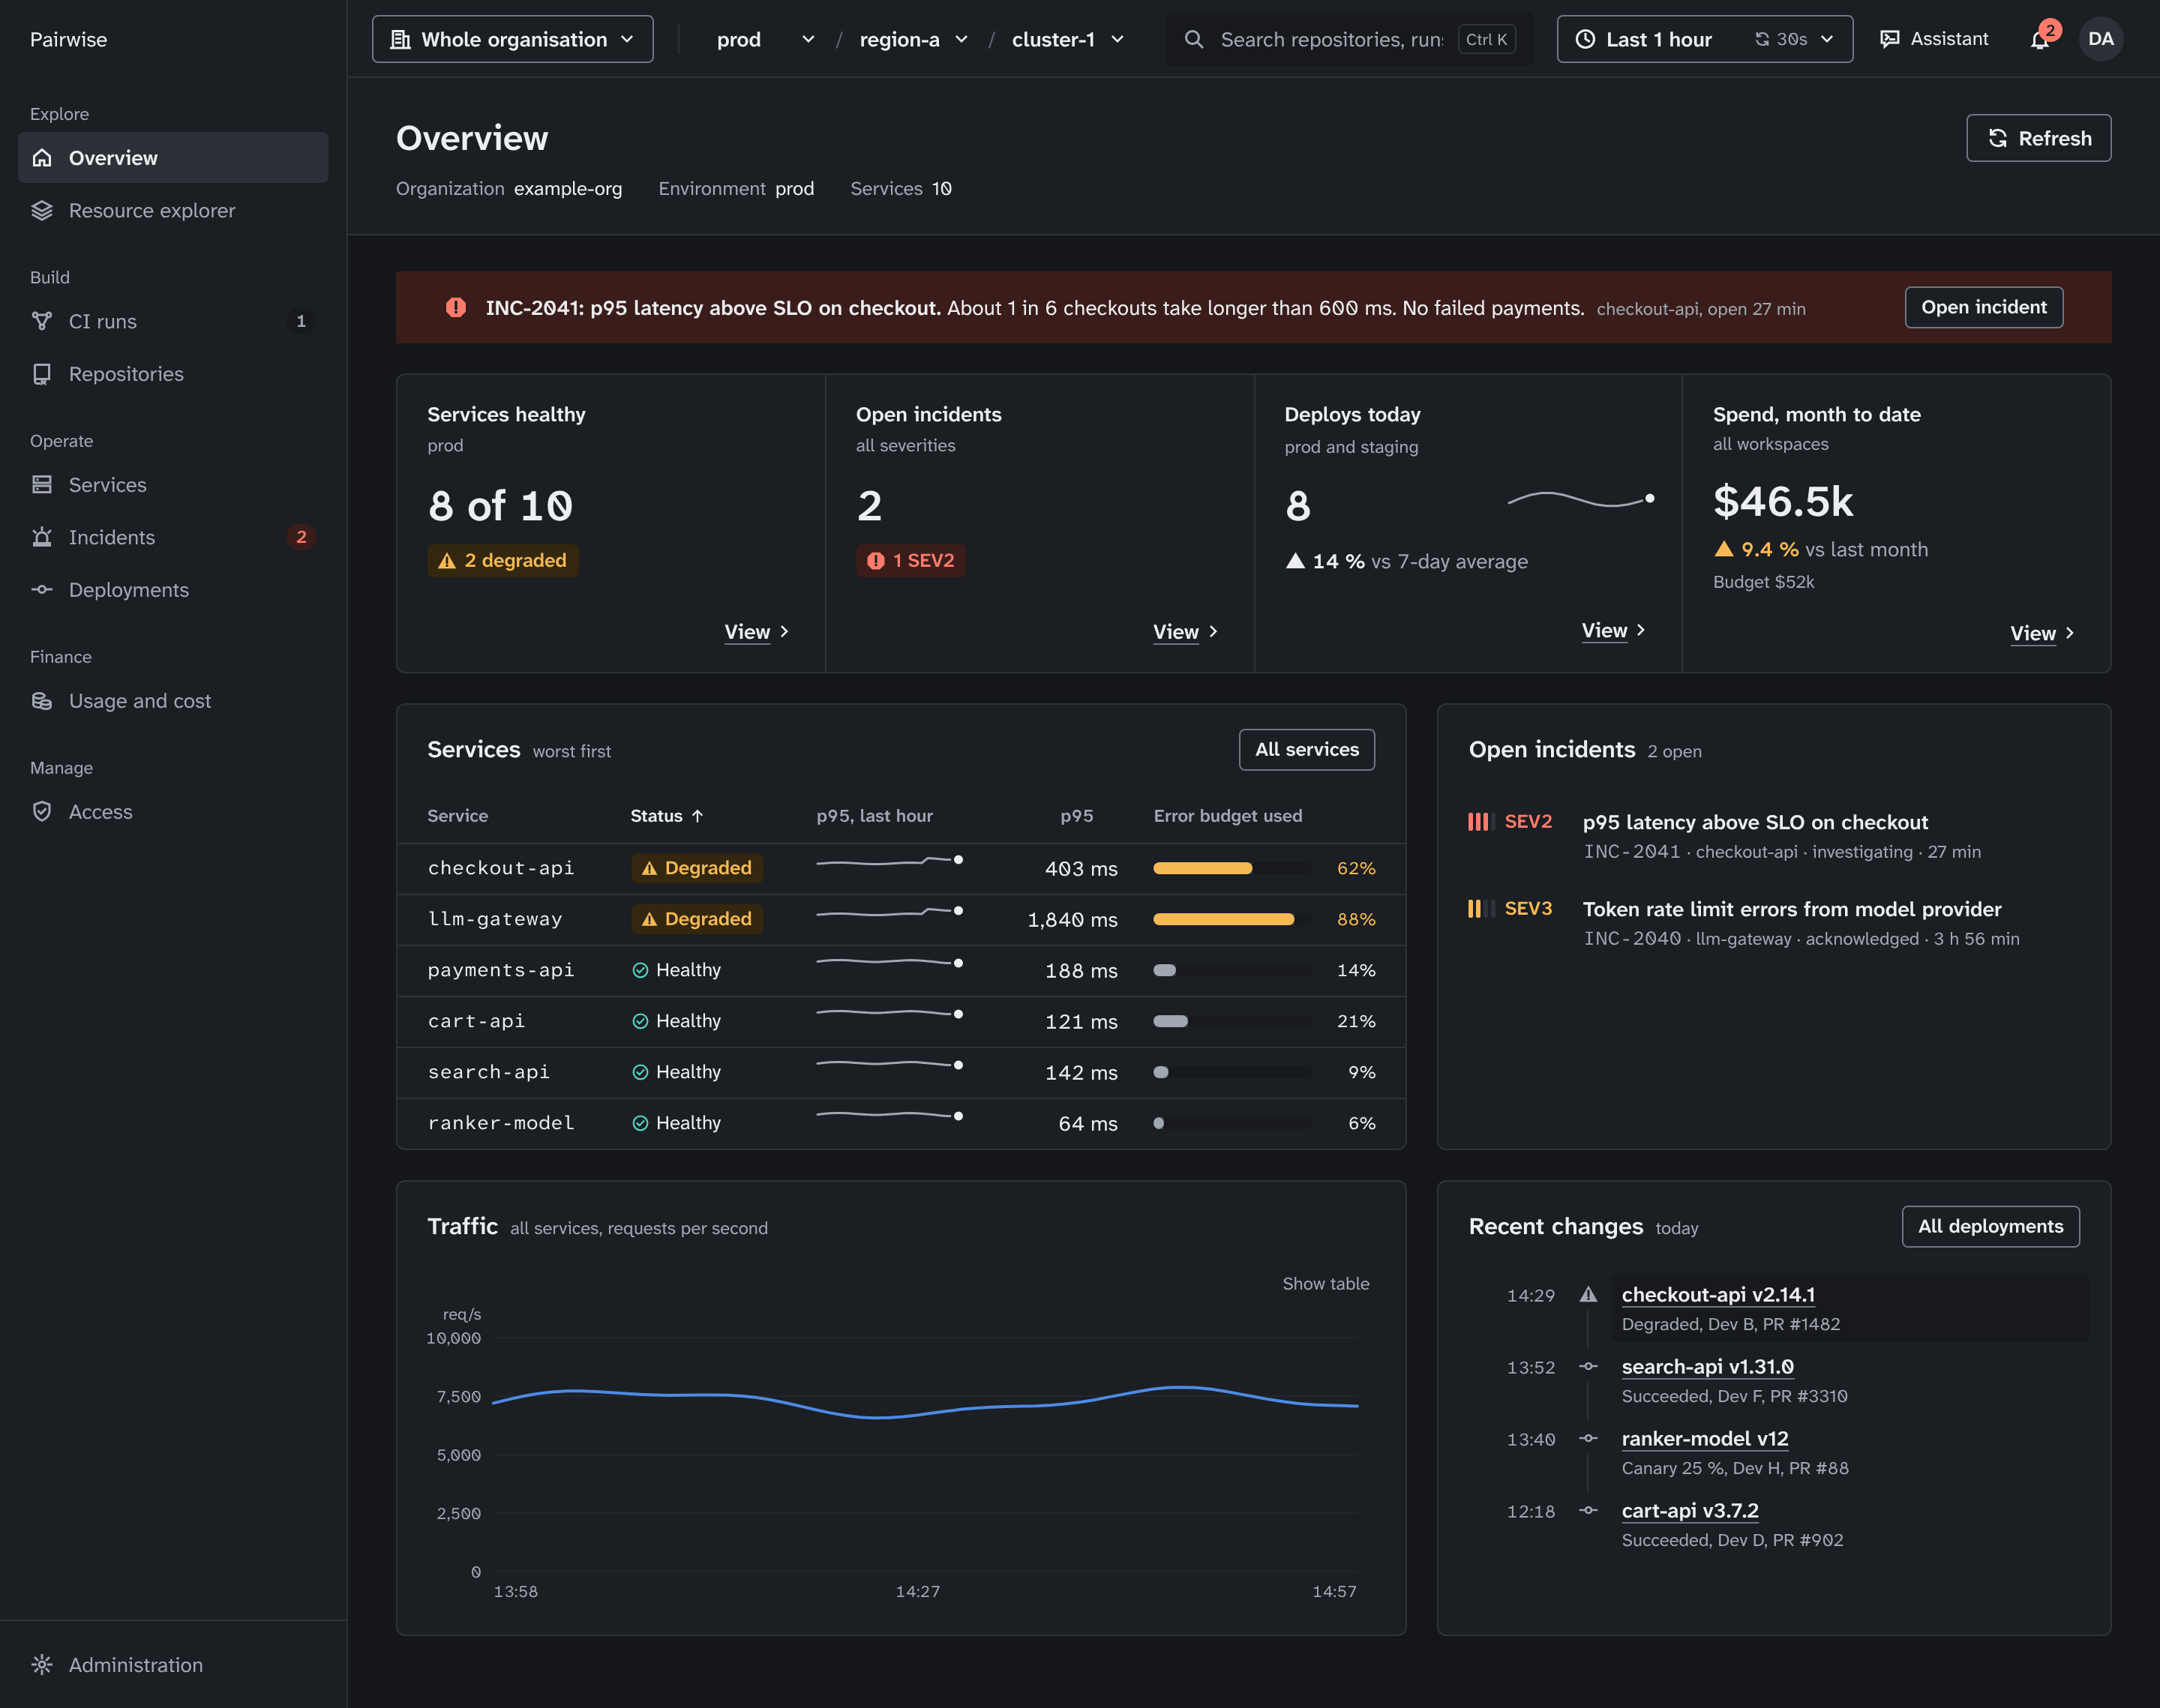 Pairwise
Explore
Overview
Resource explorer
Build
CI runs 1
Repositories
Operate
Services
Incidents 2
Deployments
Finance
Usage and cost
Manage
Access
Administration
Whole organisation prod / region-a / cluster-1 Search repositories, run Ctrl K Last 1 hour 30s Assistant 2 DA
Overview
Refresh
Organization example-org Environment prod Services 10
INC-2041: p95 latency above SLO on checkout. About 1 in 6 checkouts take longer than 600 ms. No failed payments. checkout-api, open 27 min Open incident
Services healthy
prod
8 of 10
2 degraded
View
Open incidents
all severities
2
1 SEV2
View
Deploys today
prod and staging
8
14 % vs 7-day average
View
Spend, month to date
all workspaces
$46.5k
9.4 % vs last month
Budget $52k
View
Services worst first All services
Service Status p95, last hour p95 Error budget used
checkout-api Degraded 403 ms 62%
llm-gateway Degraded 1,840 ms 88%
payments-api Healthy 188 ms 14%
cart-api Healthy 121 ms 21%
search-api Healthy 142 ms 9%
ranker-model Healthy 64 ms 6%
Open incidents 2 open
SEV2 p95 latency above SLO on checkout
INC-2041 · checkout-api · investigating · 27 min
SEV3 Token rate limit errors from model provider
INC-2040 · llm-gateway · acknowledged · 3 h 56 min
Traffic all services, requests per second
Show table
req/s
10,000
7,500
5,000
2,500
0
13:58 14:27 14:57
Recent changes today All deployments
14:29 checkout-api v2.14.1
Degraded, Dev B, PR #1482
13:52 search-api v1.31.0
Succeeded, Dev F, PR #3310
13:40 ranker-model v12
Canary 25 %, Dev H, PR #88
12:18 cart-api v3.7.2
Succeeded, Dev D, PR #902